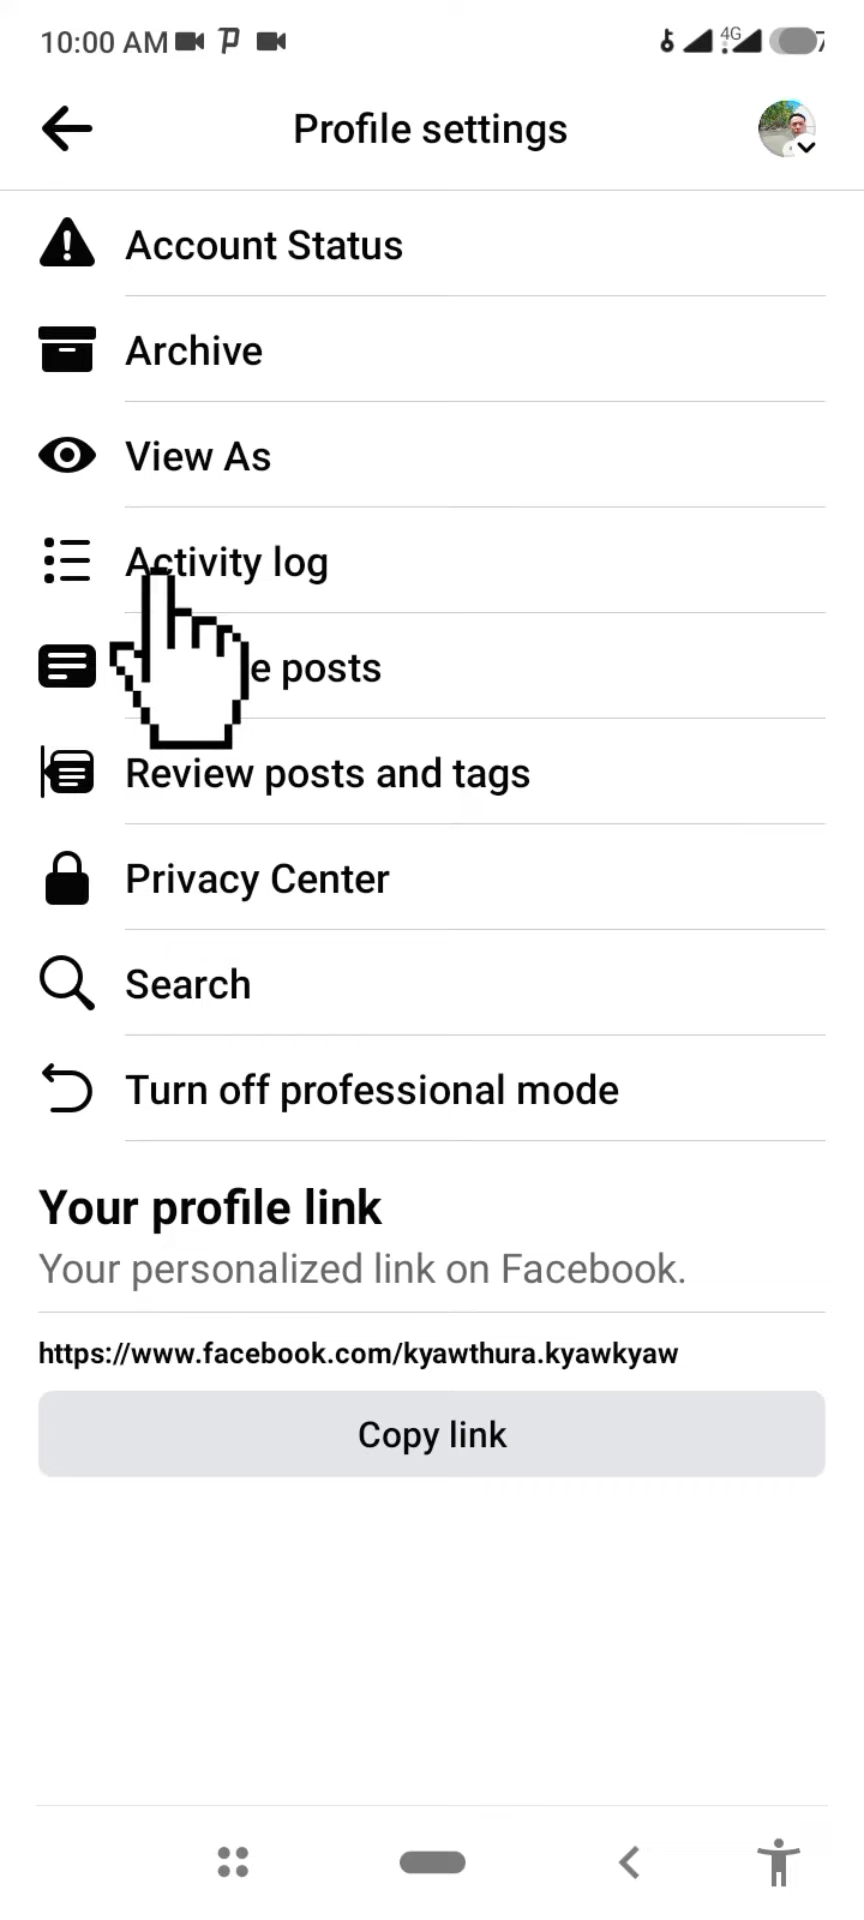 10:00 AM
4G
Profile settings
Account Status
Archive
View As
Activity log
e posts
Review posts and tags
Privacy Center
Search
Turn off professional mode
Your profile link
Your personalized link on Facebook.
https://www.facebook.com/kyawthura.kyawkyaw
Copy link